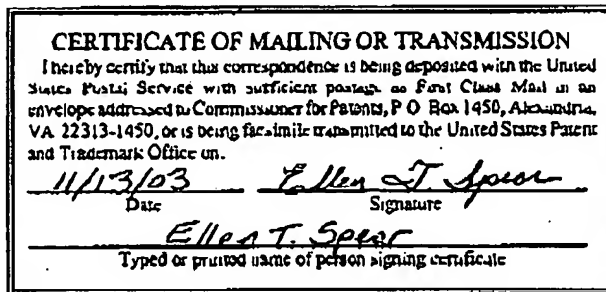 CERTIFICATE OF MAILING OR TRANSMISSION
I hereby certify that this correspondence is being deposited with the United
States Postal Service with sufficient postage as First Class Mail in an
envelope addressed to Commissioner for Patents, P O Box 1450, Alexandria,
VA 22313-1450, or is being facsimile transmitted to the United States Patent
and Trademark Office on.
11/13/03 Ellen T. Spear
Date Signature
Ellen T. Spear
Typed or printed name of person signing certificate